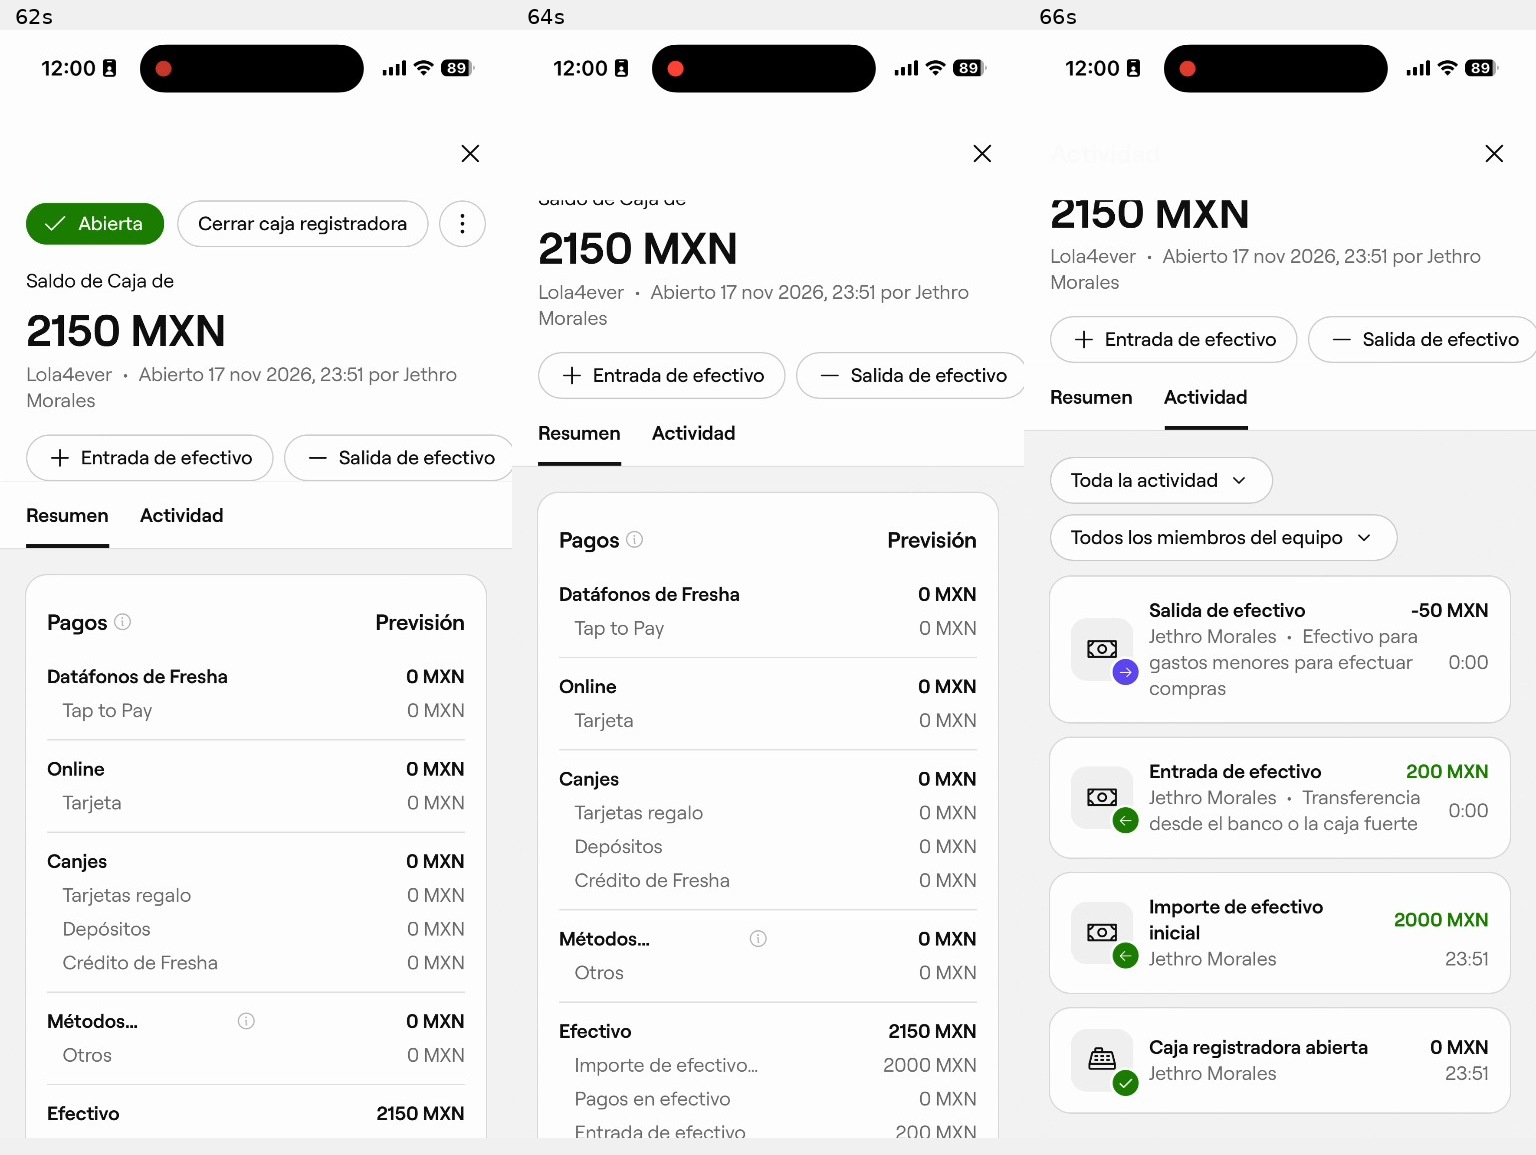 62s
12:00
89
Abierta
Cerrar caja registradora
Saldo de Caja de
2150 MXN
Lola4ever • Abierto 17 nov 2026, 23:51 por Jethro
Morales
Entrada de efectivo
Salida de efectivo
Resumen
Actividad
Pagos
Previsión
Datáfonos de Fresha 0 MXN
Tap to Pay 0 MXN
Online 0 MXN
Tarjeta 0 MXN
Canjes 0 MXN
Tarjetas regalo 0 MXN
Depósitos 0 MXN
Crédito de Fresha 0 MXN
Métodos... 0 MXN
Otros 0 MXN
Efectivo 2150 MXN
64s
12:00
89
Saldo de Caja de
2150 MXN
Lola4ever • Abierto 17 nov 2026, 23:51 por Jethro
Morales
Entrada de efectivo
Salida de efectivo
Resumen
Actividad
Pagos
Previsión
Datáfonos de Fresha 0 MXN
Tap to Pay 0 MXN
Online 0 MXN
Tarjeta 0 MXN
Canjes 0 MXN
Tarjetas regalo 0 MXN
Depósitos 0 MXN
Crédito de Fresha 0 MXN
Métodos... 0 MXN
Otros 0 MXN
Efectivo 2150 MXN
Importe de efectivo... 2000 MXN
Pagos en efectivo 0 MXN
Entrada de efectivo 200 MXN
66s
12:00
89
Actividad
2150 MXN
Lola4ever • Abierto 17 nov 2026, 23:51 por Jethro
Morales
Entrada de efectivo
Salida de efectivo
Resumen
Actividad
Toda la actividad
Todos los miembros del equipo
Salida de efectivo -50 MXN
Jethro Morales • Efectivo para
gastos menores para efectuar 0:00
compras
Entrada de efectivo 200 MXN
Jethro Morales • Transferencia 0:00
desde el banco o la caja fuerte
Importe de efectivo 2000 MXN
inicial
Jethro Morales 23:51
Caja registradora abierta 0 MXN
Jethro Morales 23:51